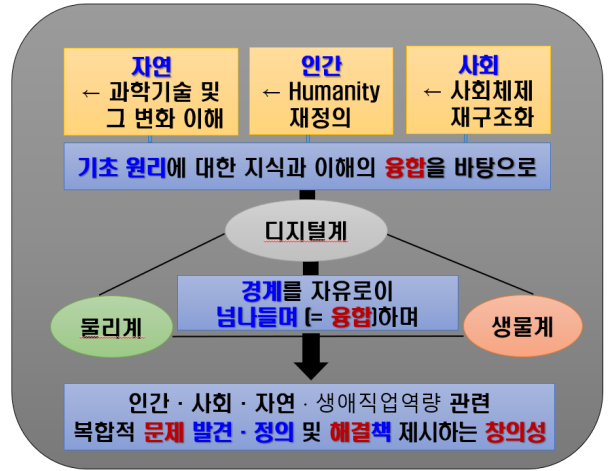 자연
← 과학기술 및
그 변화 이해
인간
← Humanity
재정의
사회
← 사회체제
재구조화
기초 원리에 대한 지식과 이해의 융합을 바탕으로
디지털계
경계를 자유로이
넘나들며 (= 융합)하며
물리계
생물계
인간 · 사회 · 자연 · 생애직업역량 관련
복합적 문제 발견 · 정의 및 해결책 제시하는 창의성